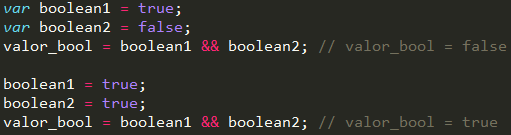 var boolean1 = true;
var boolean2 = false;
valor_bool = boolean1 && boolean2; // valor_bool = false
boolean1 = true;
boolean2 = true;
valor_bool = boolean1 && boolean2; // valor_bool = true